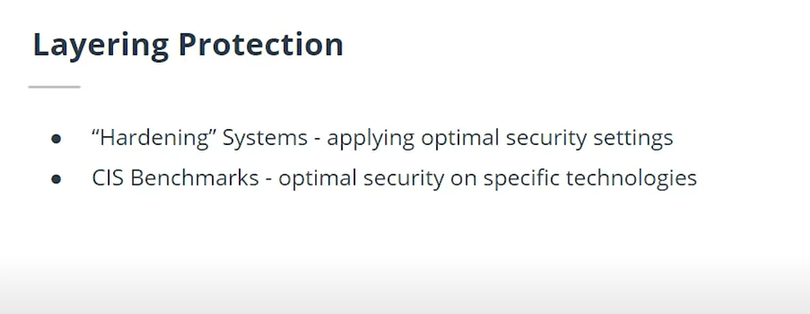 Layering Protection
● “Hardening” Systems - applying optimal security settings
● CIS Benchmarks - optimal security on specific technologies